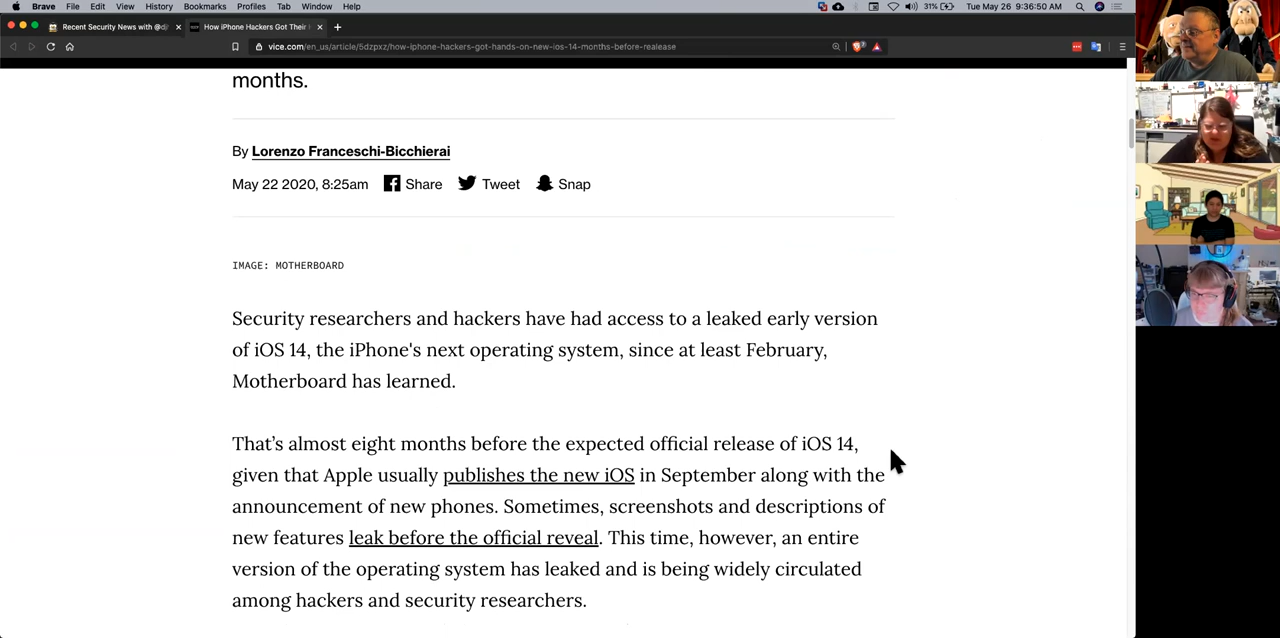 Brave File Edit View History Bookmarks Profiles Tab Window Help 31% Tue May 26 9:36:50 AM
Recent Security News with @dj How iPhone Hackers Got Their
vice.com/en_us/article/5dzpxz/how-iphone-hackers-got-hands-on-new-ios-14-months-before-realease
months.
By Lorenzo Franceschi-Bicchierai
May 22 2020, 8:25am Share Tweet Snap
IMAGE: MOTHERBOARD
Security researchers and hackers have had access to a leaked early version
of iOS 14, the iPhone's next operating system, since at least February,
Motherboard has learned.
That’s almost eight months before the expected official release of iOS 14,
given that Apple usually publishes the new iOS in September along with the
announcement of new phones. Sometimes, screenshots and descriptions of
new features leak before the official reveal. This time, however, an entire
version of the operating system has leaked and is being widely circulated
among hackers and security researchers.